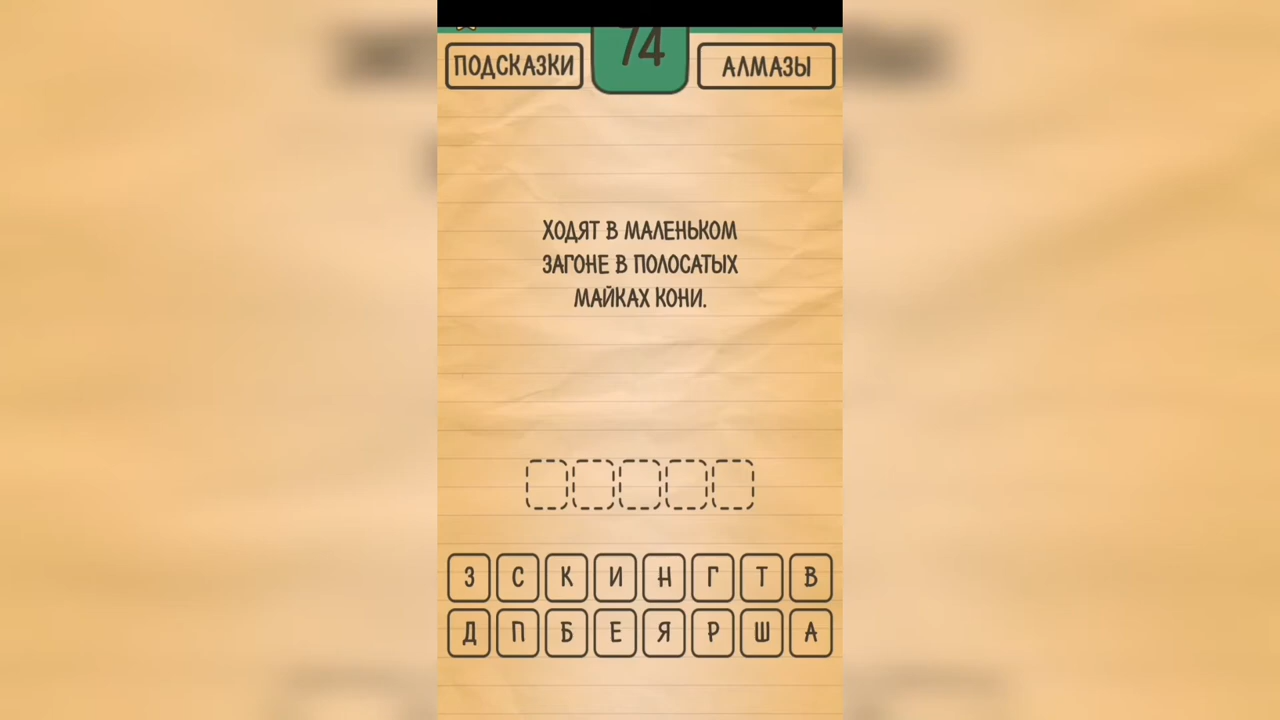 74
ПОДСКАЗКИ
АЛМАЗЫ
ХОДЯТ В МАЛЕНЬКОМ
ЗАГОНЕ В ПОЛОСАТЫХ
МАЙКАХ КОНИ.
З С К И Н Г Т В
Д П Б Е Я Р Ш А